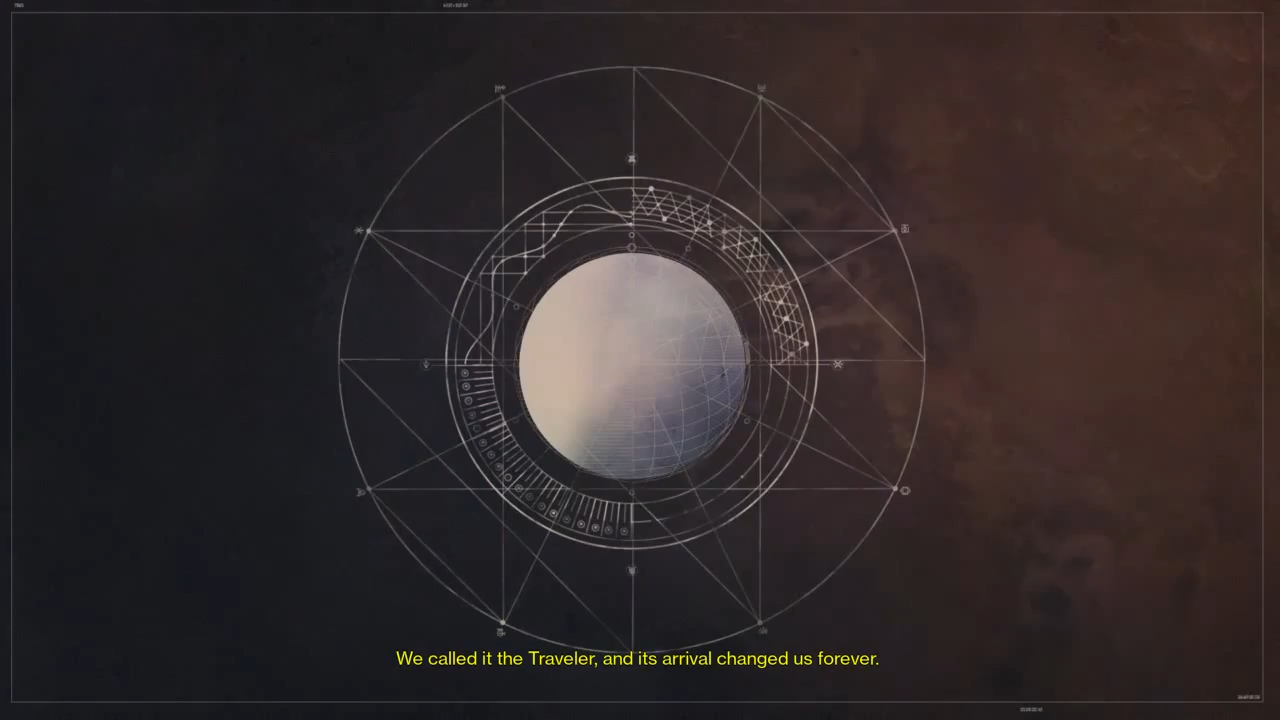 We called it the Traveler, and its arrival changed us forever.